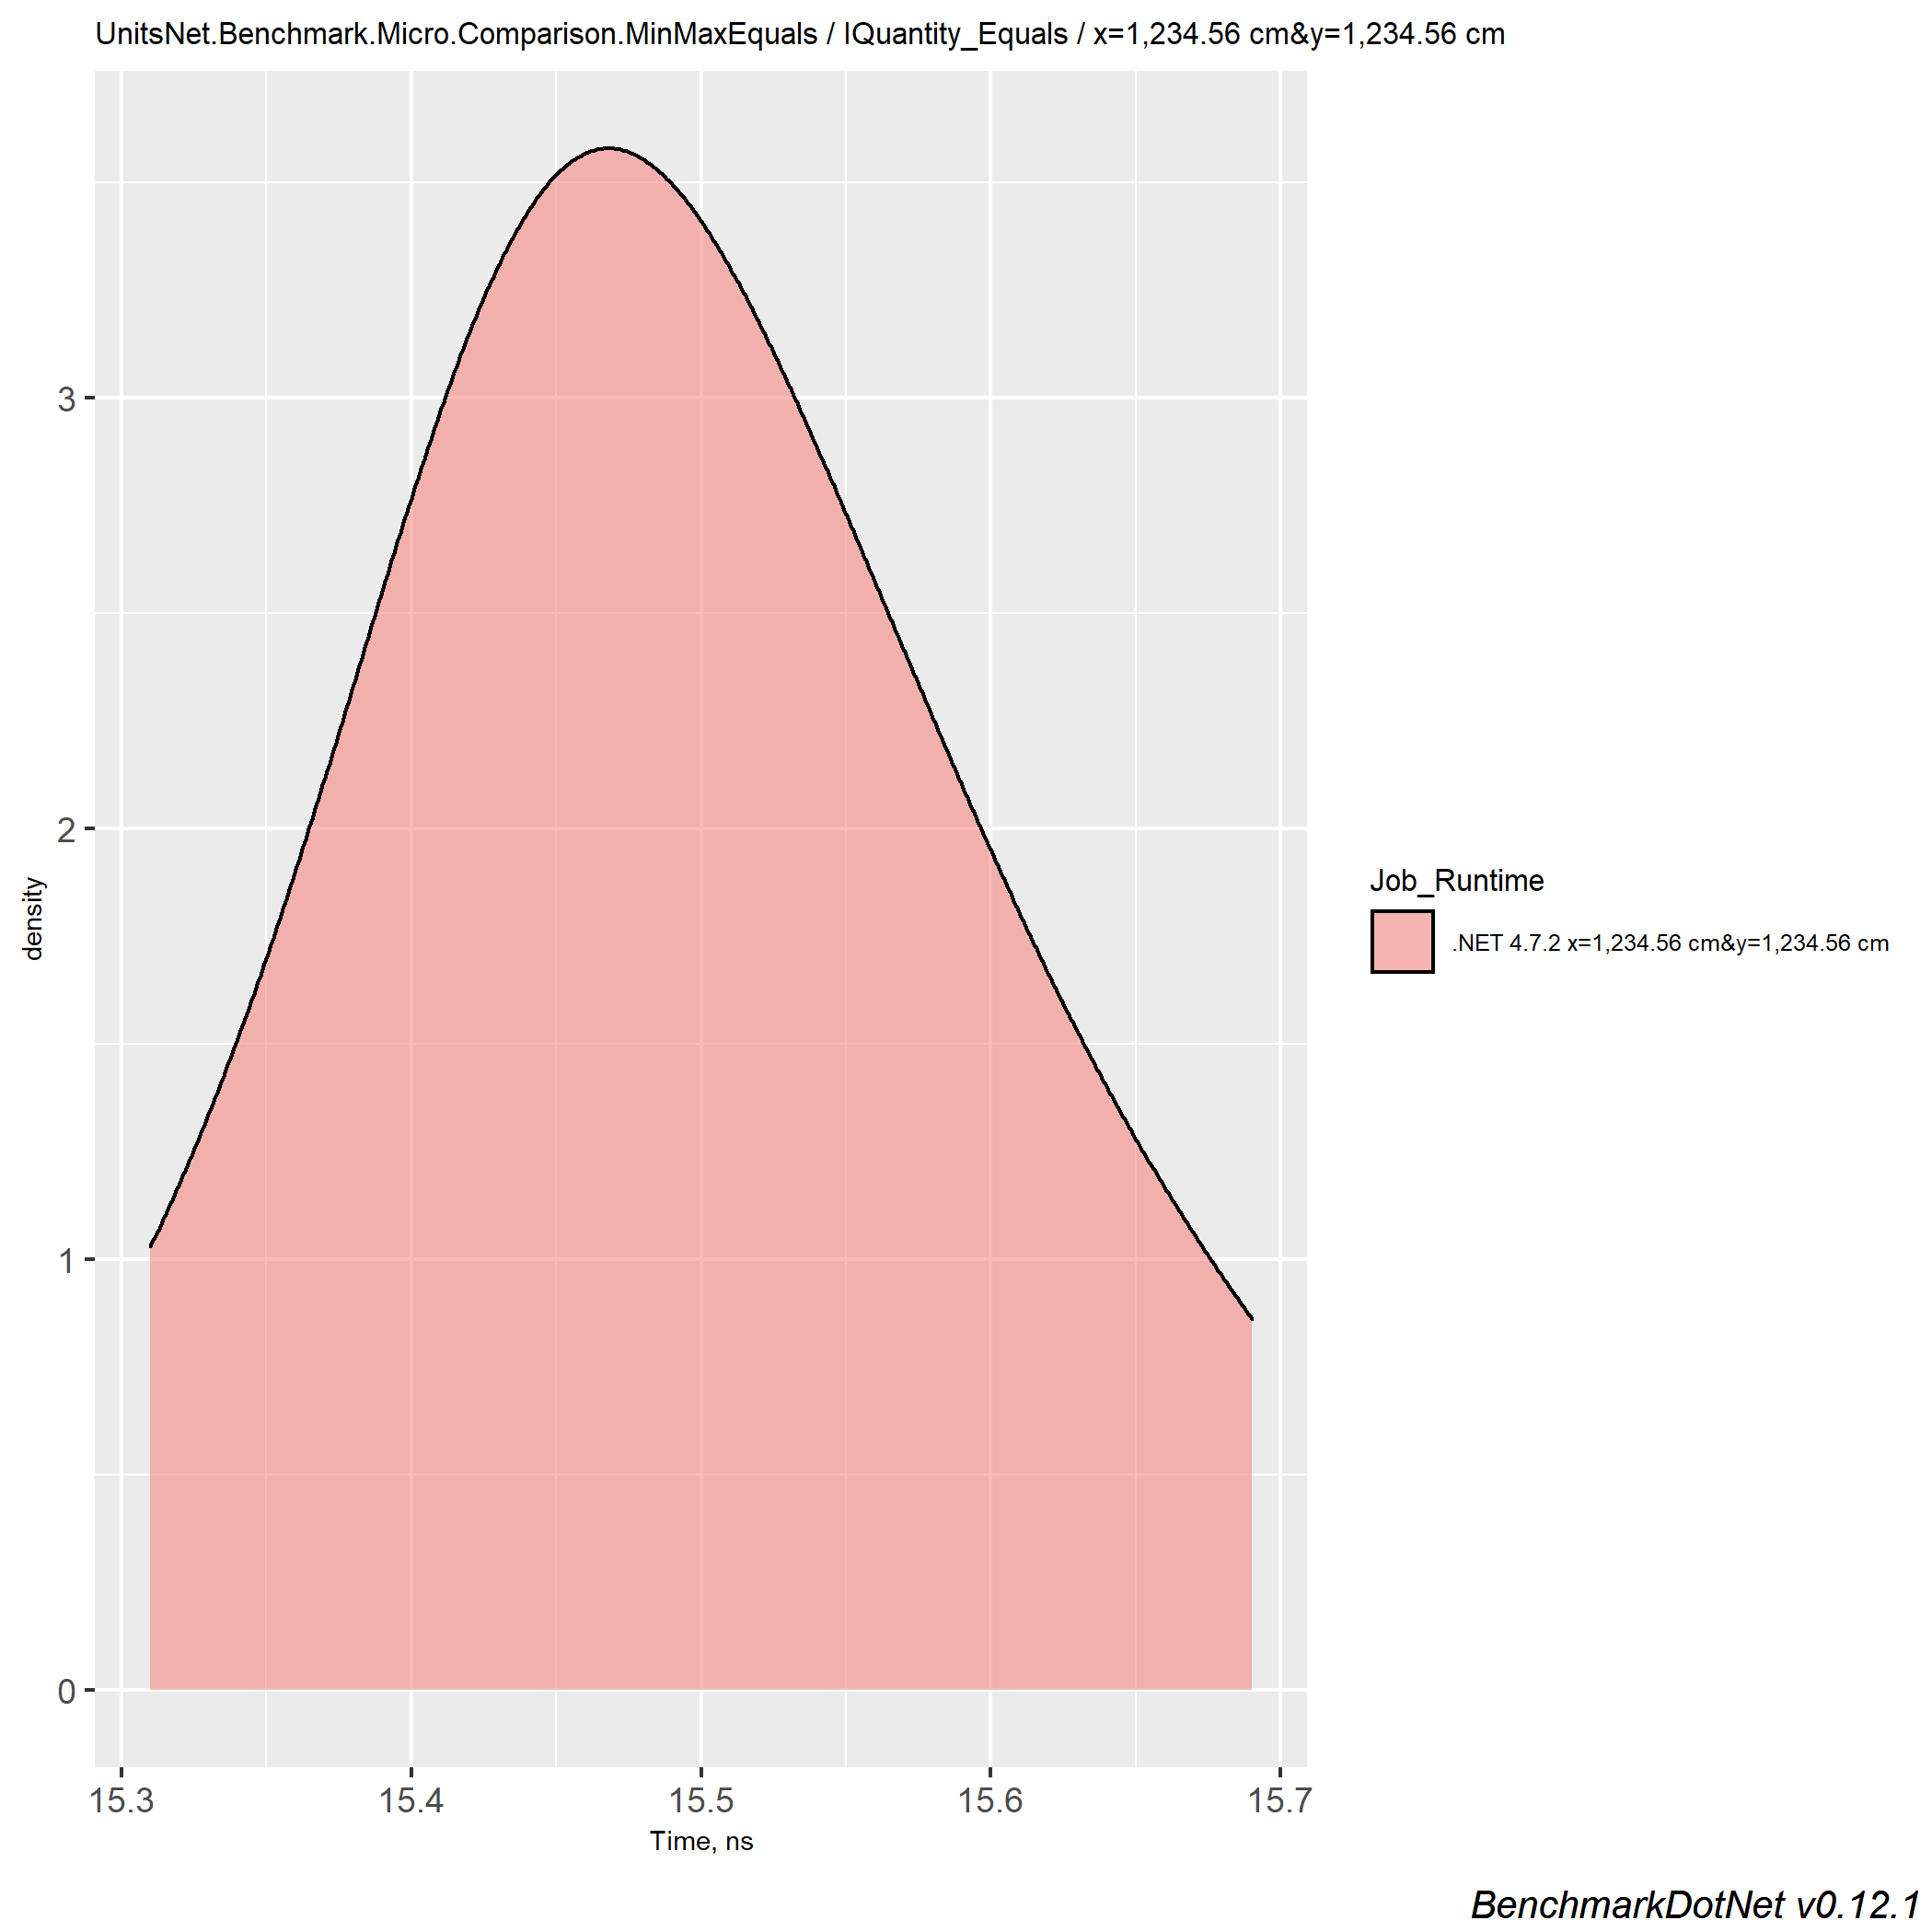 UnitsNet.Benchmark.Micro.Comparison.MinMaxEquals / IQuantity_Equals / x=1,234.56 cm&y=1,234.56 cm
3
2
1
0
density
15.3 15.4 15.5 15.6 15.7
Time, ns
Job_Runtime
.NET 4.7.2 x=1,234.56 cm&y=1,234.56 cm
BenchmarkDotNet v0.12.1